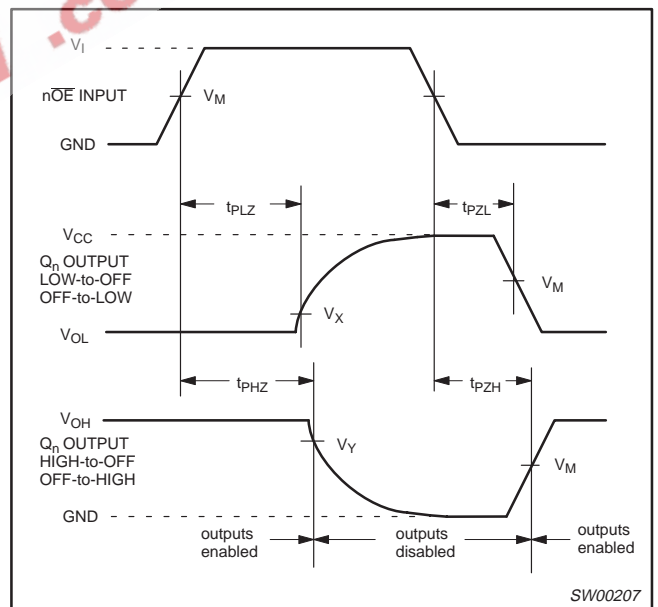 V_I
nO̅E̅ INPUT
V_M
GND
t_PLZ
t_PZL
V_CC
Q_n OUTPUT
LOW-to-OFF
OFF-to-LOW
V_M
V_X
V_OL
t_PHZ
t_PZH
V_OH
Q_n OUTPUT
HIGH-to-OFF
OFF-to-HIGH
V_Y
V_M
GND
outputs
enabled
outputs
disabled
outputs
enabled
SW00207